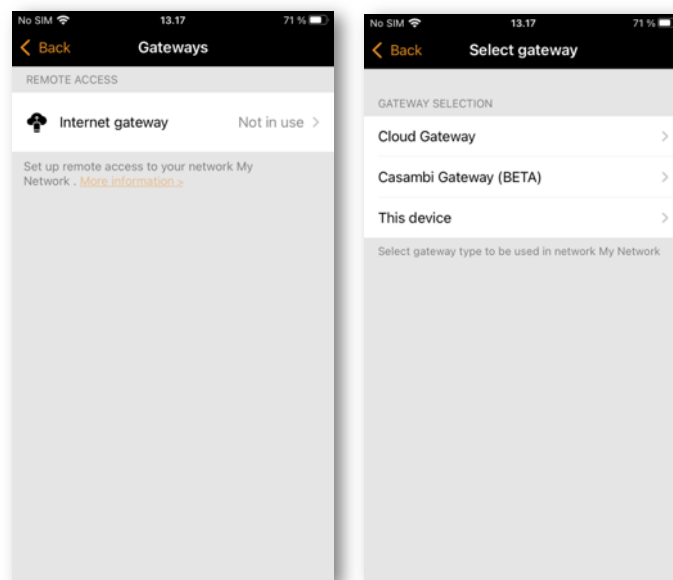 No SIM 13.17 71 %
Back Gateways
REMOTE ACCESS
Internet gateway Not in use
Set up remote access to your network My
Network . More information >
No SIM 13.17 71 %
Back Select gateway
GATEWAY SELECTION
Cloud Gateway
Casambi Gateway (BETA)
This device
Select gateway type to be used in network My Network